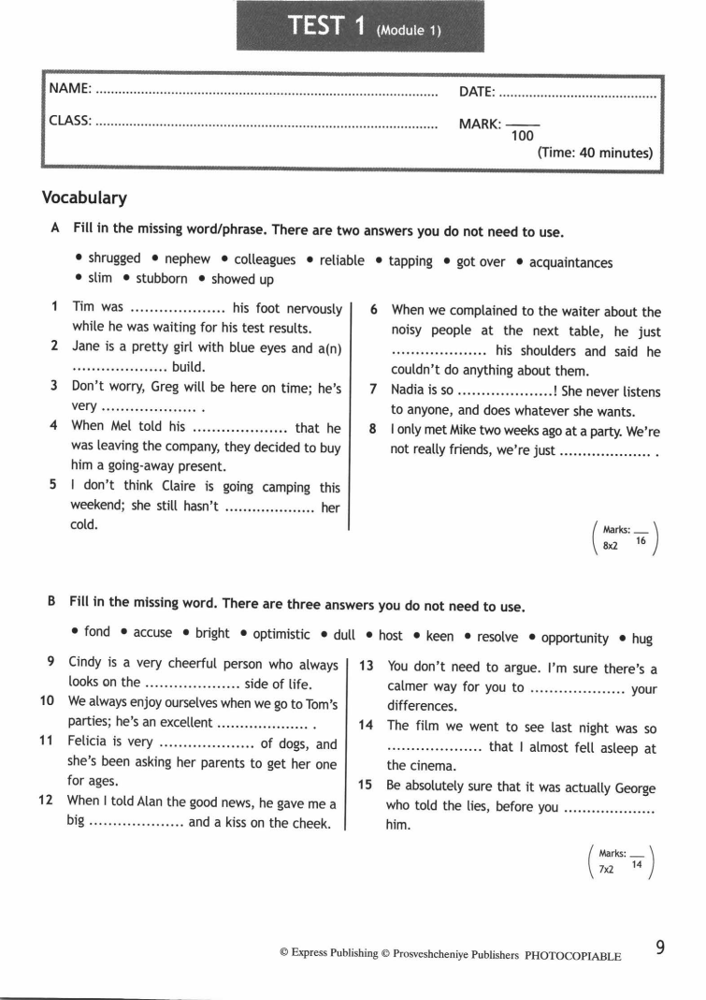 TEST 1 (Module 1)
NAME: ..........................................................................................
DATE: ..........................................
CLASS: ..........................................................................................
MARK: ____
100
(Time: 40 minutes)
Vocabulary
A Fill in the missing word/phrase. There are two answers you do not need to use.
• shrugged • nephew • colleagues • reliable • tapping • got over • acquaintances
• slim • stubborn • showed up
1 Tim was .................... his foot nervously
while he was waiting for his test results.
2 Jane is a pretty girl with blue eyes and a(n)
.................... build.
3 Don't worry, Greg will be here on time; he's
very .................... .
4 When Mel told his .................... that he
was leaving the company, they decided to buy
him a going-away present.
5 I don't think Claire is going camping this
weekend; she still hasn't .................... her
cold.
6 When we complained to the waiter about the
noisy people at the next table, he just
.................... his shoulders and said he
couldn't do anything about them.
7 Nadia is so ....................! She never listens
to anyone, and does whatever she wants.
8 I only met Mike two weeks ago at a party. We're
not really friends, we're just .................... .
Marks: __
8x2 16
B Fill in the missing word. There are three answers you do not need to use.
• fond • accuse • bright • optimistic • dull • host • keen • resolve • opportunity • hug
9 Cindy is a very cheerful person who always
looks on the .................... side of life.
10 We always enjoy ourselves when we go to Tom's
parties; he's an excellent .................... .
11 Felicia is very .................... of dogs, and
she's been asking her parents to get her one
for ages.
12 When I told Alan the good news, he gave me a
big .................... and a kiss on the cheek.
13 You don't need to argue. I'm sure there's a
calmer way for you to .................... your
differences.
14 The film we went to see last night was so
.................... that I almost fell asleep at
the cinema.
15 Be absolutely sure that it was actually George
who told the lies, before you ....................
him.
Marks: __
7x2 14
© Express Publishing © Prosveshcheniye Publishers PHOTOCOPIABLE
9